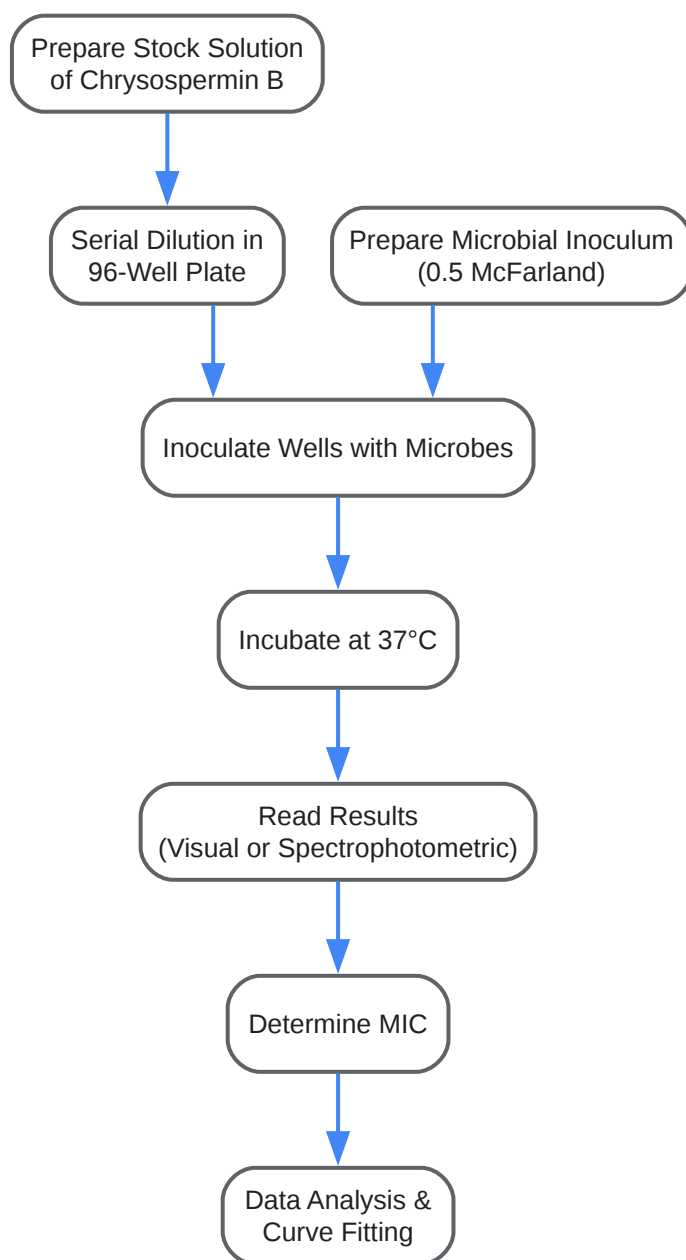 Prepare Stock Solution
of Chrysospermin B
Serial Dilution in
96-Well Plate
Prepare Microbial Inoculum
(0.5 McFarland)
Inoculate Wells with Microbes
Incubate at 37°C
Read Results
(Visual or Spectrophotometric)
Determine MIC
Data Analysis &
Curve Fitting